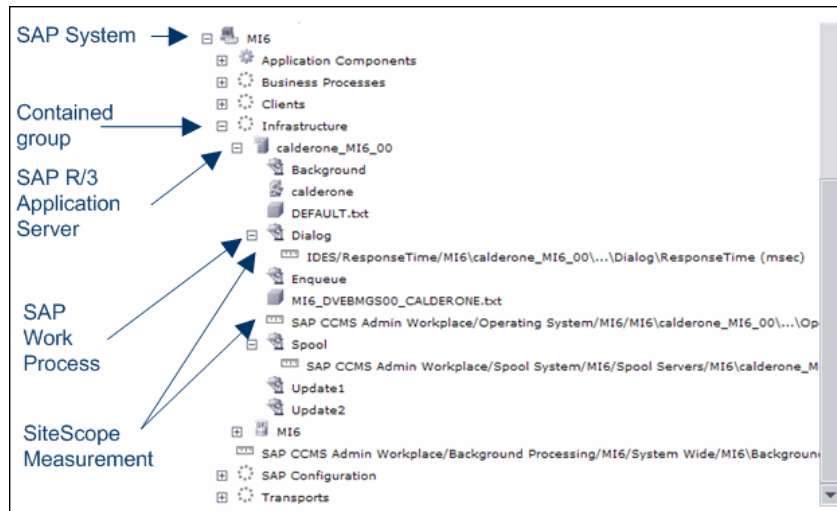 SAP System
MI6
Application Components
Business Processes
Clients
Contained
group
Infrastructure
calderone_MI6_00
SAP R/3
Application
Server
Background
calderone
DEFAULT.txt
Dialog
IDES/ResponseTime/MI6\calderone_MI6_00\...\Dialog\ResponseTime (msec)
Enqueue
MI6_DVEBMGS00_CALDERONE.txt
SAP
Work
Process
SAP CCMS Admin Workplace/Operating System/MI6/MI6\calderone_MI6_00\...\Op
Spool
SAP CCMS Admin Workplace/Spool System/MI6/Spool Servers/MI6\calderone_M
Update1
Update2
SiteScope
Measurement
MI6
SAP CCMS Admin Workplace/Background Processing/MI6/System Wide/MI6\Background
SAP Configuration
Transports